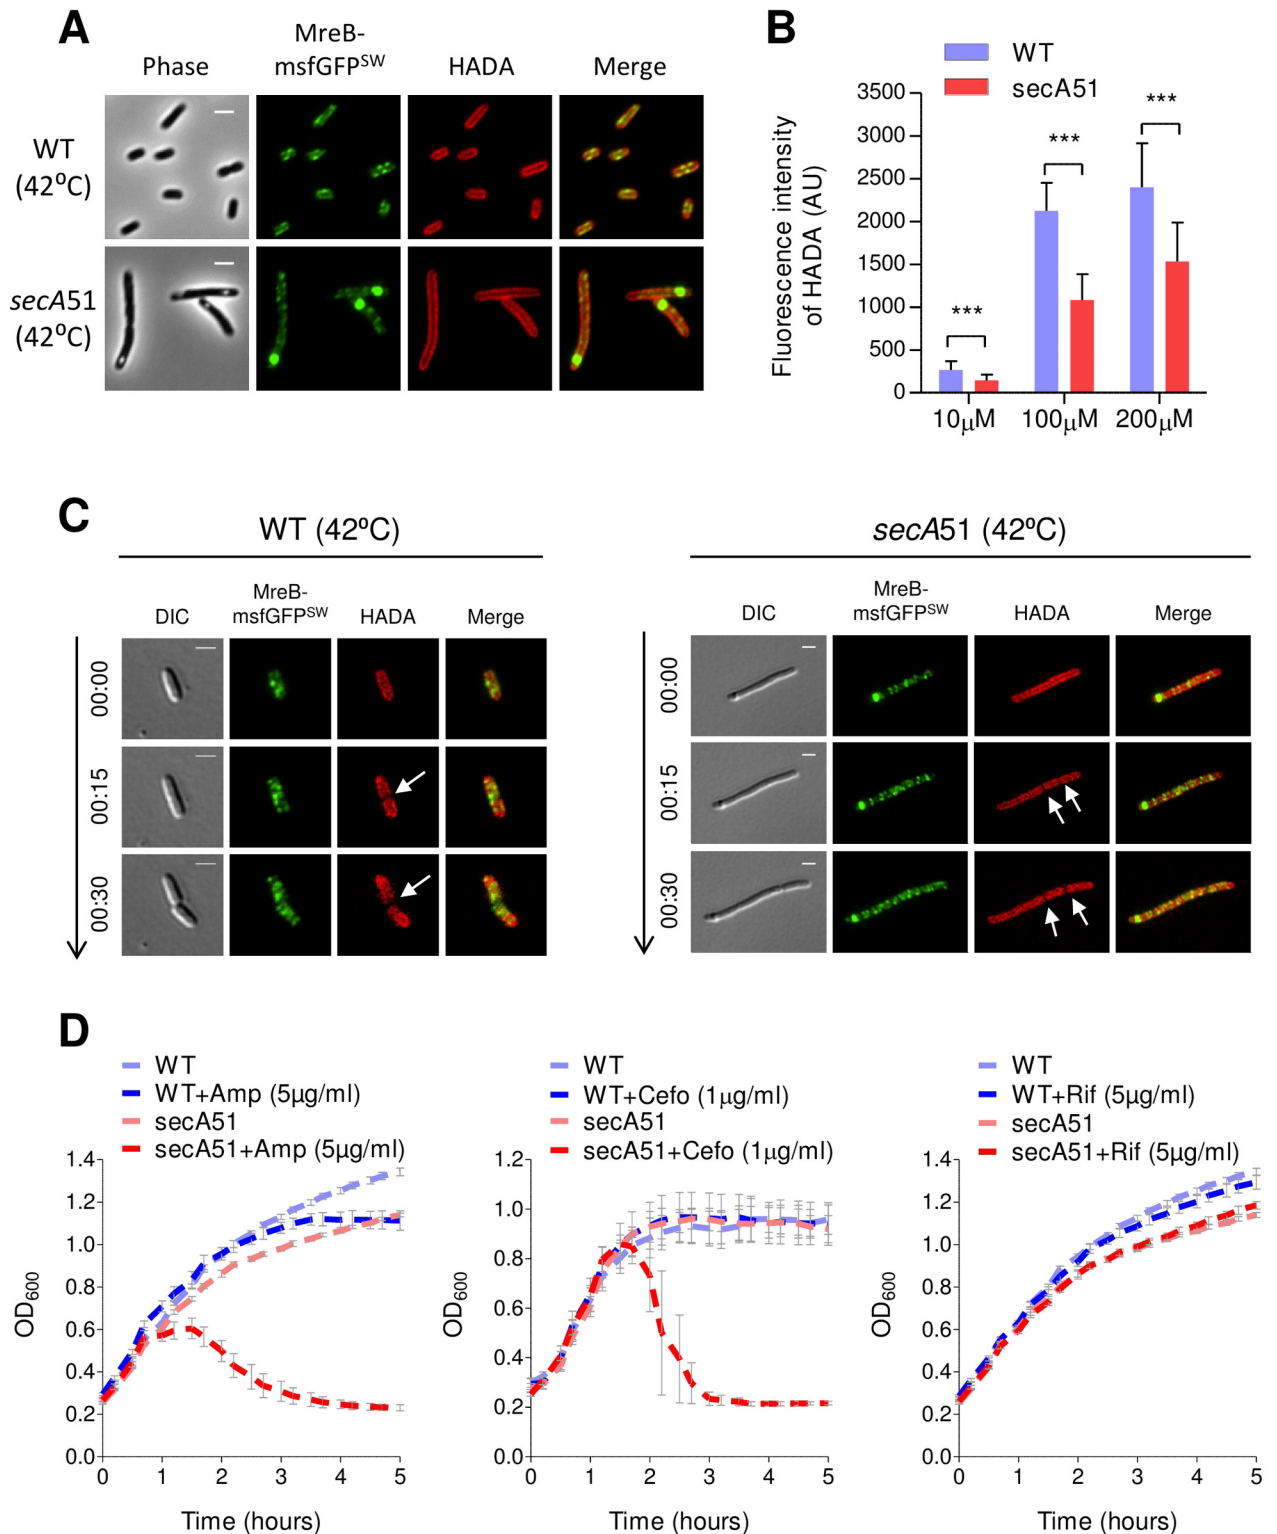 A
Phase
MreB-
msfGFPSW
HADA
Merge
WT
(42ºC)
secA51
(42ºC)
B
WT
secA51
Fluorescence intensity
of HADA (AU)
3500
3000
2500
2000
1500
1000
500
0
***
***
***
10µM
100µM
200µM
C
WT (42ºC)
DIC
MreB-
msfGFPSW
HADA
Merge
00:00
00:15
00:30
secA51 (42ºC)
DIC
MreB-
msfGFPSW
HADA
Merge
00:00
00:15
00:30
D
WT
WT+Amp (5µg/ml)
secA51
secA51+Amp (5µg/ml)
OD600
1.4
1.2
1.0
0.8
0.6
0.4
0.2
0.0
0 1 2 3 4 5
Time (hours)
WT
WT+Cefo (1µg/ml)
secA51
secA51+Cefo (1µg/ml)
OD600
1.2
1.0
0.8
0.6
0.4
0.2
0.0
0 1 2 3 4 5
Time (hours)
WT
WT+Rif (5µg/ml)
secA51
secA51+Rif (5µg/ml)
OD600
1.4
1.2
1.0
0.8
0.6
0.4
0.2
0.0
0 1 2 3 4 5
Time (hours)